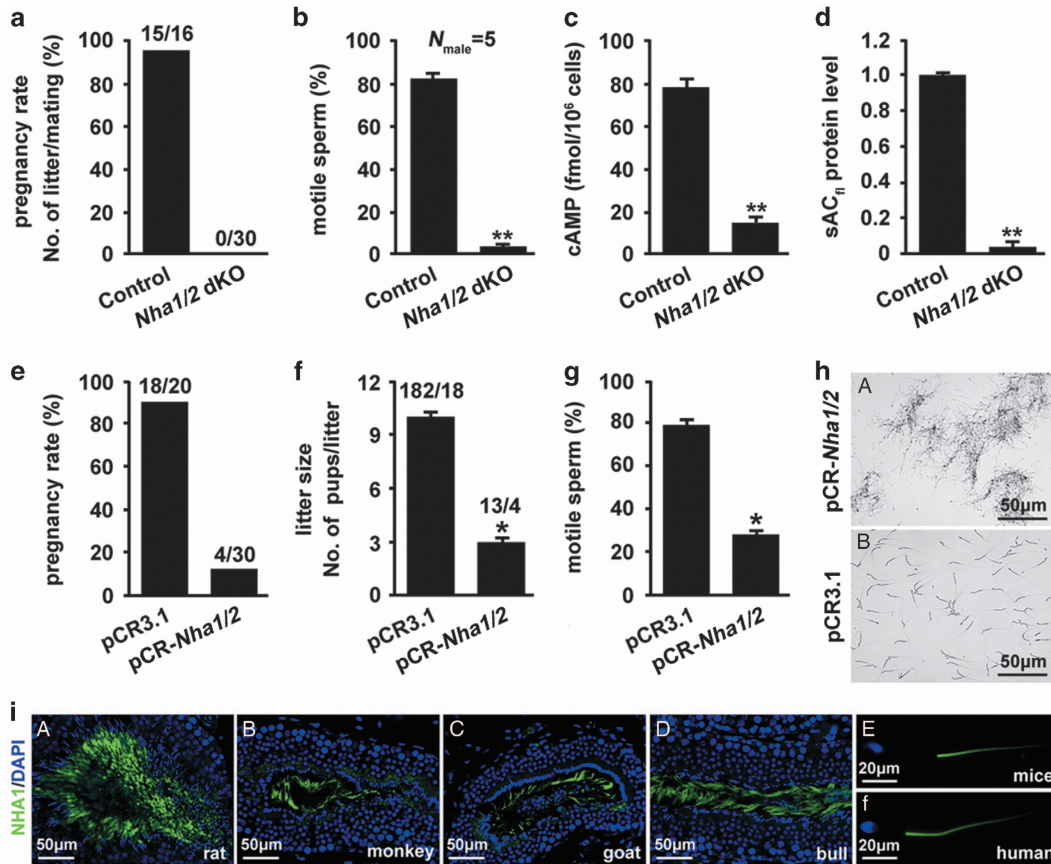 a
pregnancy rate
No. of litter/mating (%)
100
80
60
40
20
0
15/16
0/30
Control
Nha1/2 dKO
b
motile sperm (%)
100
80
60
40
20
0
Nmale=5
**
Control
Nha1/2 dKO
c
cAMP (fmol/10⁶ cells)
100
80
60
40
20
0
**
Control
Nha1/2 dKO
d
sACfl protein level
1.2
1.0
0.8
0.6
0.4
0.2
0
**
Control
Nha1/2 dKO
e
pregnancy rate (%)
100
80
60
40
20
0
18/20
4/30
pCR3.1
pCR-Nha1/2
f
litter size
No. of pups/litter
12
9
6
3
0
182/18
13/4
*
pCR3.1
pCR-Nha1/2
g
motile sperm (%)
100
80
60
40
20
0
*
pCR3.1
pCR-Nha1/2
h
pCR-Nha1/2
A
50µm
pCR3.1
B
50µm
i
NHA1/DAPI
A
50µm
rat
B
50µm
monkey
C
50µm
goat
D
50µm
bull
E
20µm
mice
f
20µm
human